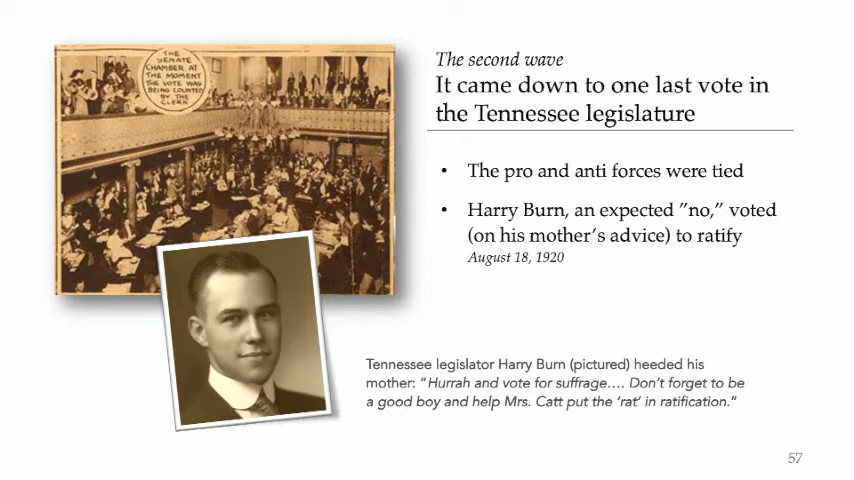 THE
SENATE
CHAMBER AT
THE MOMENT
THE VOTE WAS
BEING COUNTED
BY THE
CLERK
The second wave
It came down to one last vote in
the Tennessee legislature
• The pro and anti forces were tied
• Harry Burn, an expected ”no,” voted
(on his mother’s advice) to ratify
August 18, 1920
Tennessee legislator Harry Burn (pictured) heeded his
mother: “Hurrah and vote for suffrage…. Don’t forget to be
a good boy and help Mrs. Catt put the ‘rat’ in ratification.”
57